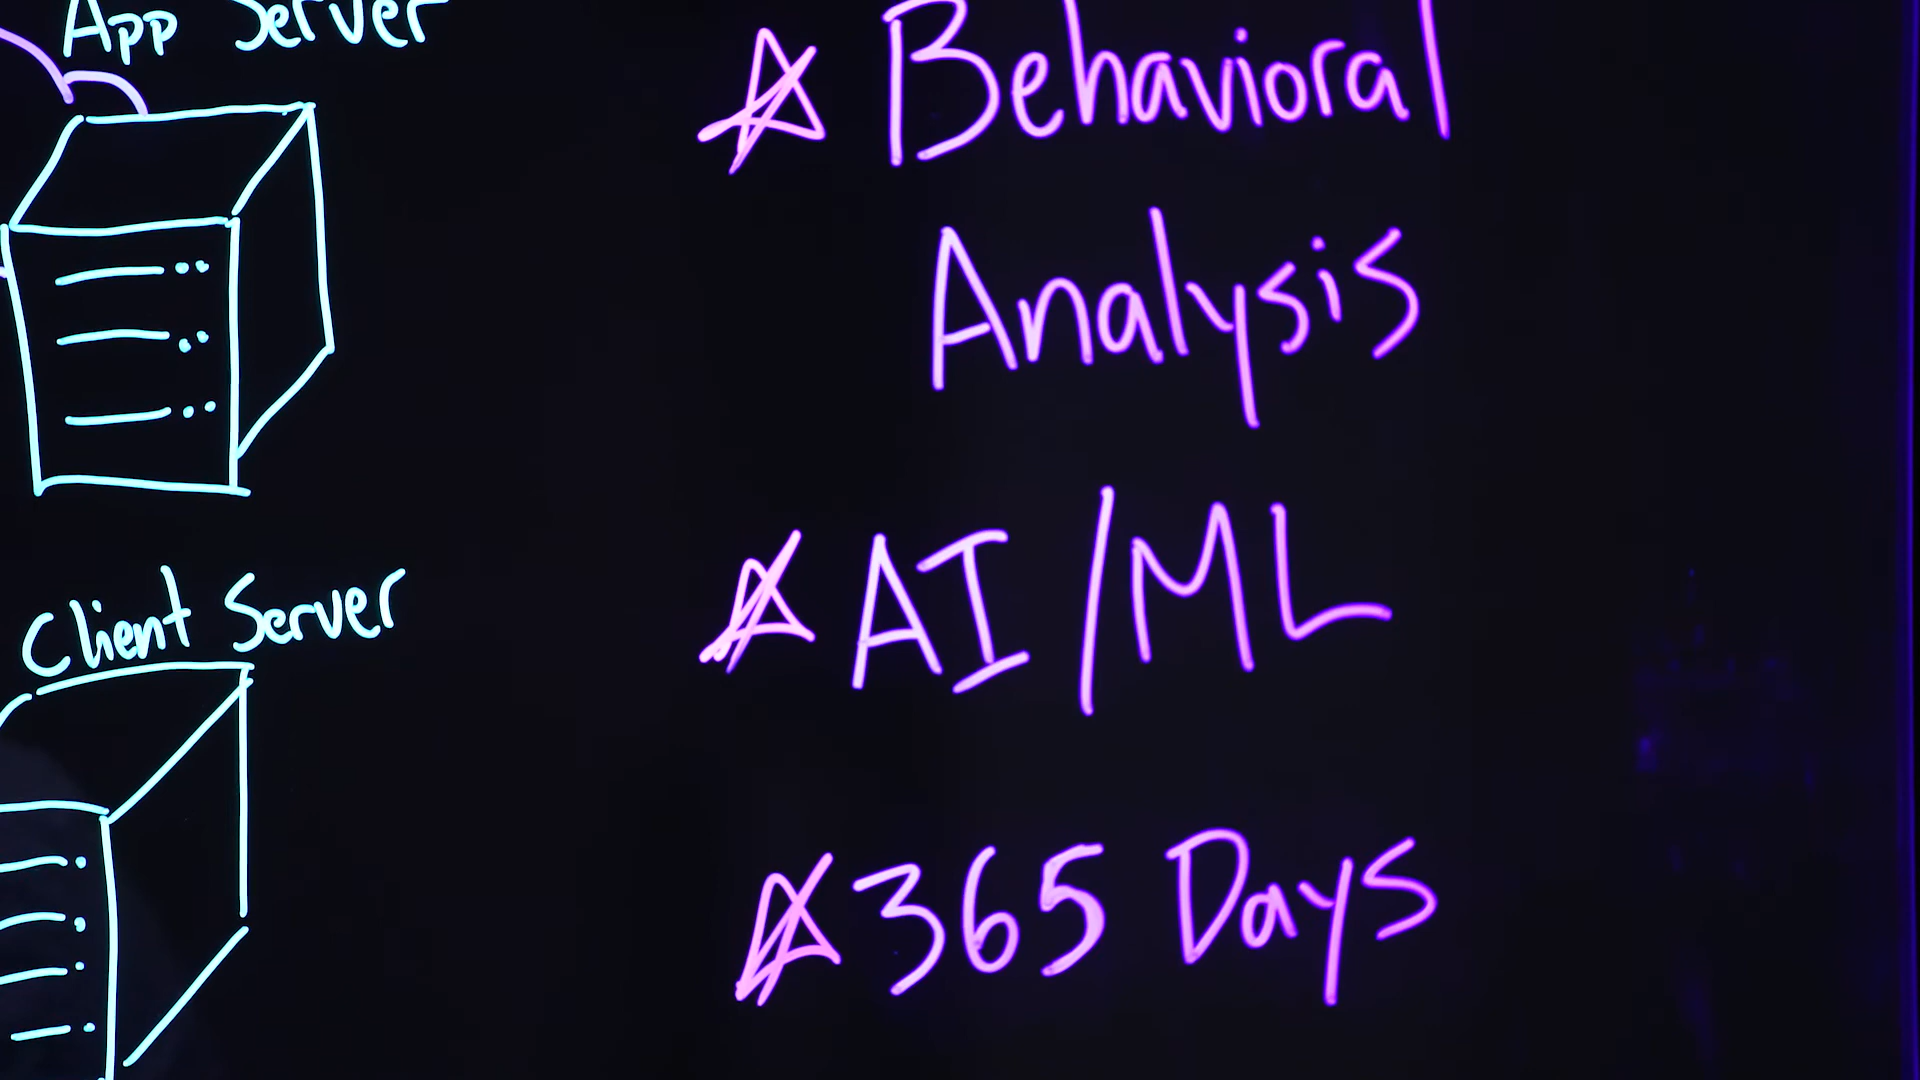 App Server
Client Server
Behavioral
Analysis
AI/ML
365 Days